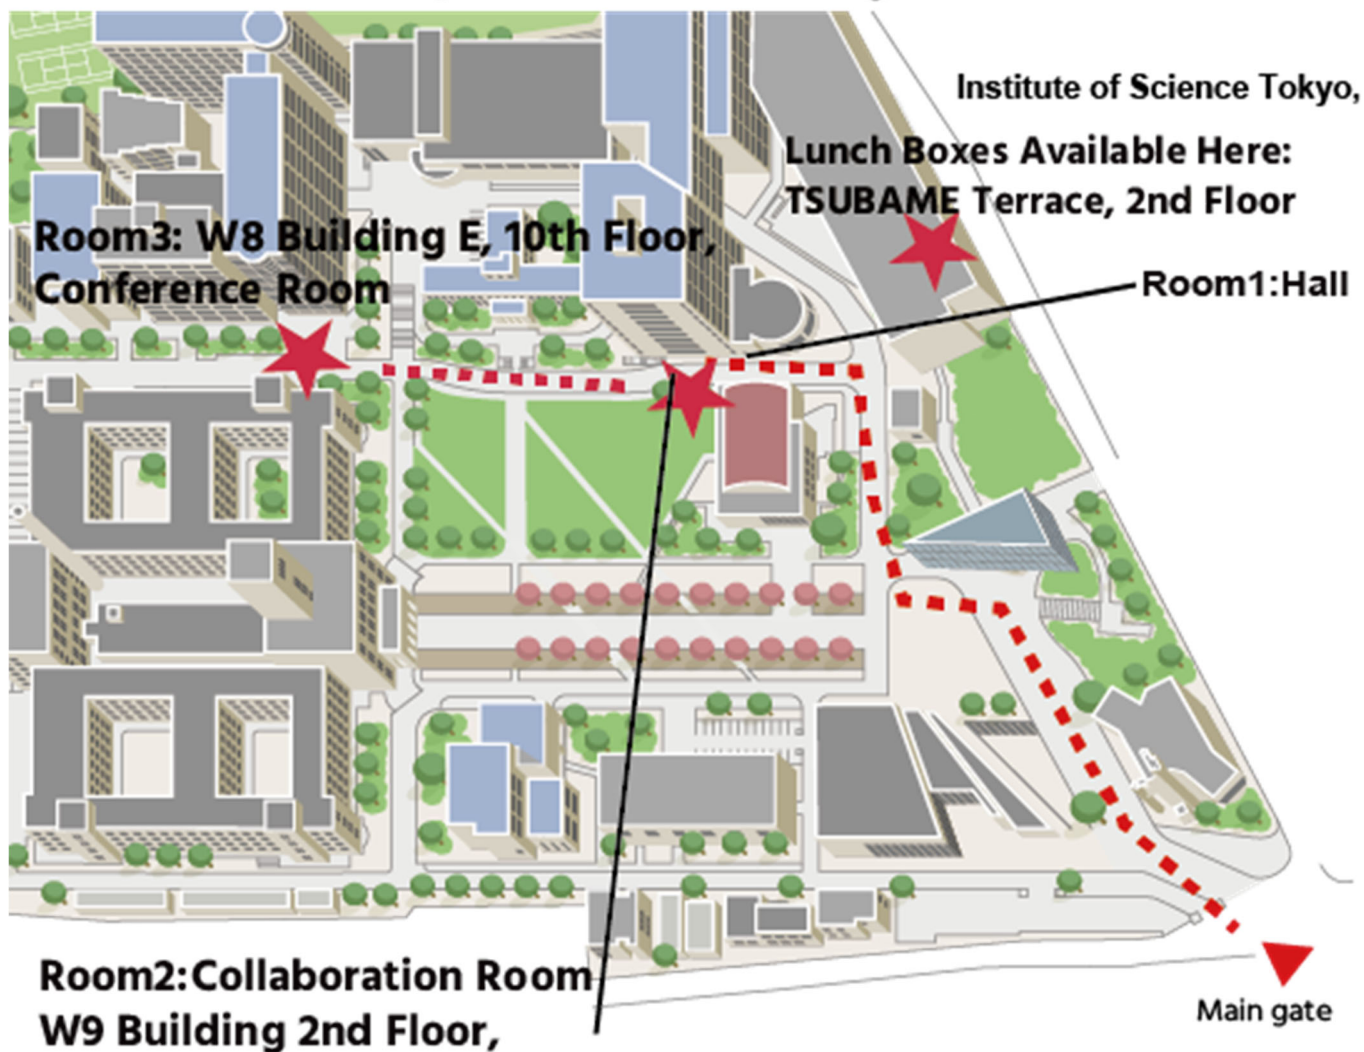 Institute of Science Tokyo,
Lunch Boxes Available Here:
TSUBAME Terrace, 2nd Floor
Room3: W8 Building E, 10th Floor,
Conference Room
Room1:Hall
Room2:Collaboration Room
W9 Building 2nd Floor,
Main gate